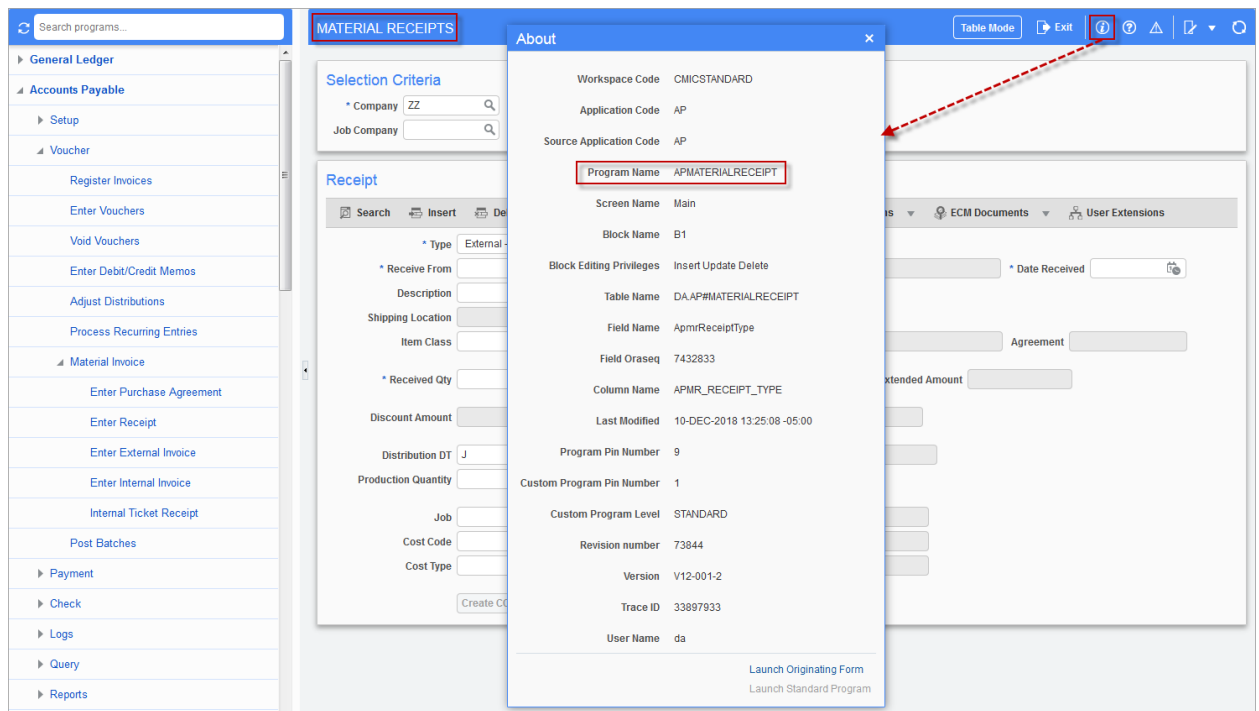 Search programs...
General Ledger
Accounts Payable
Setup
Voucher
Register Invoices
Enter Vouchers
Void Vouchers
Enter Debit/Credit Memos
Adjust Distributions
Process Recurring Entries
Material Invoice
Enter Purchase Agreement
Enter Receipt
Enter External Invoice
Enter Internal Invoice
Internal Ticket Receipt
Post Batches
Payment
Check
Logs
Query
Reports
MATERIAL RECEIPTS
Table Mode Exit
Selection Criteria
* Company ZZ
Job Company
Receipt
Search Insert
ECM Documents User Extensions
* Type External -
* Receive From
* Date Received
Description
Shipping Location
Item Class
Agreement
* Received Qty
xtended Amount
Discount Amount
Distribution DT J
Production Quantity
Job
Cost Code
Cost Type
Create CO
About
Workspace Code CMICSTANDARD
Application Code AP
Source Application Code AP
Program Name APMATERIALRECEIPT
Screen Name Main
Block Name B1
Block Editing Privileges Insert Update Delete
Table Name DA.AP#MATERIALRECEIPT
Field Name ApmrReceiptType
Field Oraseq 7432833
Column Name APMR_RECEIPT_TYPE
Last Modified 10-DEC-2018 13:25:08 -05:00
Program Pin Number 9
Custom Program Pin Number 1
Custom Program Level STANDARD
Revision number 73844
Version V12-001-2
Trace ID 33897933
User Name da
Launch Originating Form
Launch Standard Program